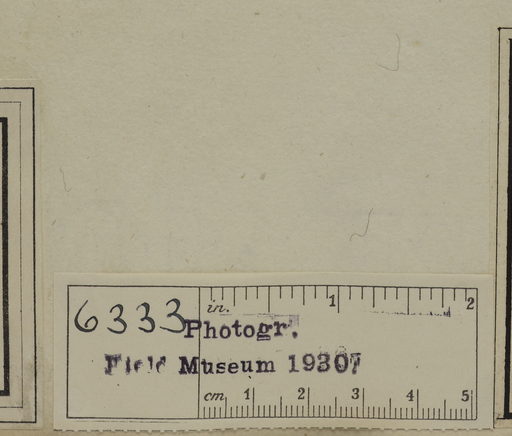 6333
in. 1 2
Photogr.
Field Museum 19307
cm 1 2 3 4 5